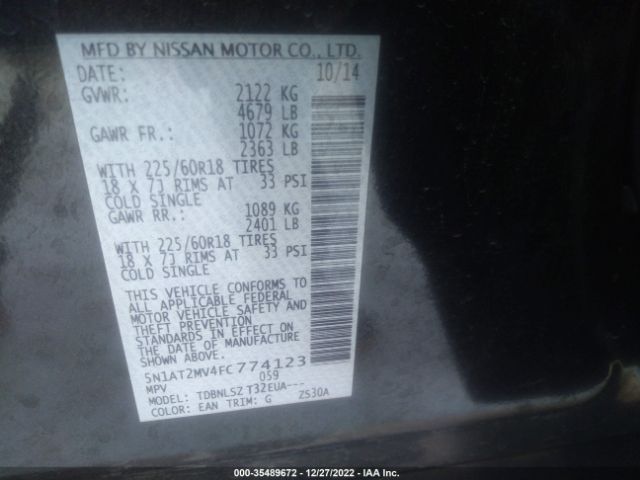 MFD BY NISSAN MOTOR CO., LTD.
DATE: 10/14
GVWR: 2122 KG
4679 LB
GAWR FR.: 1072 KG
2363 LB
WITH 225/60R18 TIRES
18 X 7J RIMS AT 33 PSI
COLD SINGLE
GAWR RR.: 1089 KG
2401 LB
WITH 225/60R18 TIRES
18 X 7J RIMS AT 33 PSI
COLD SINGLE
THIS VEHICLE CONFORMS TO
ALL APPLICABLE FEDERAL
MOTOR VEHICLE SAFETY AND
THEFT PREVENTION
STANDARDS IN EFFECT ON
THE DATE OF MANUFACTURE
SHOWN ABOVE.
5N1AT2MV4FC774123
MPV 059
MODEL: TDBNLSZ T32EUA---
COLOR: EAN TRIM: G ZS30A
000-35489672 - 12/27/2022 - IAA Inc.